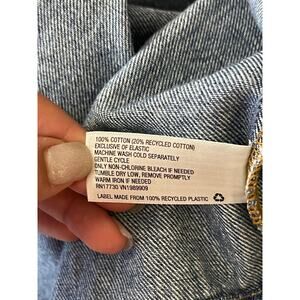 100% COTTON (20% RECYCLED COTTON)
EXCLUSIVE OF ELASTIC
MACHINE WASH COLD SEPARATELY
GENTLE CYCLE
ONLY NON-CHLORINE BLEACH IF NEEDED
TUMBLE DRY LOW, REMOVE PROMPTLY
WARM IRON IF NEEDED
RN17730 VN1989909
LABEL MADE FROM 100% RECYCLED PLASTIC